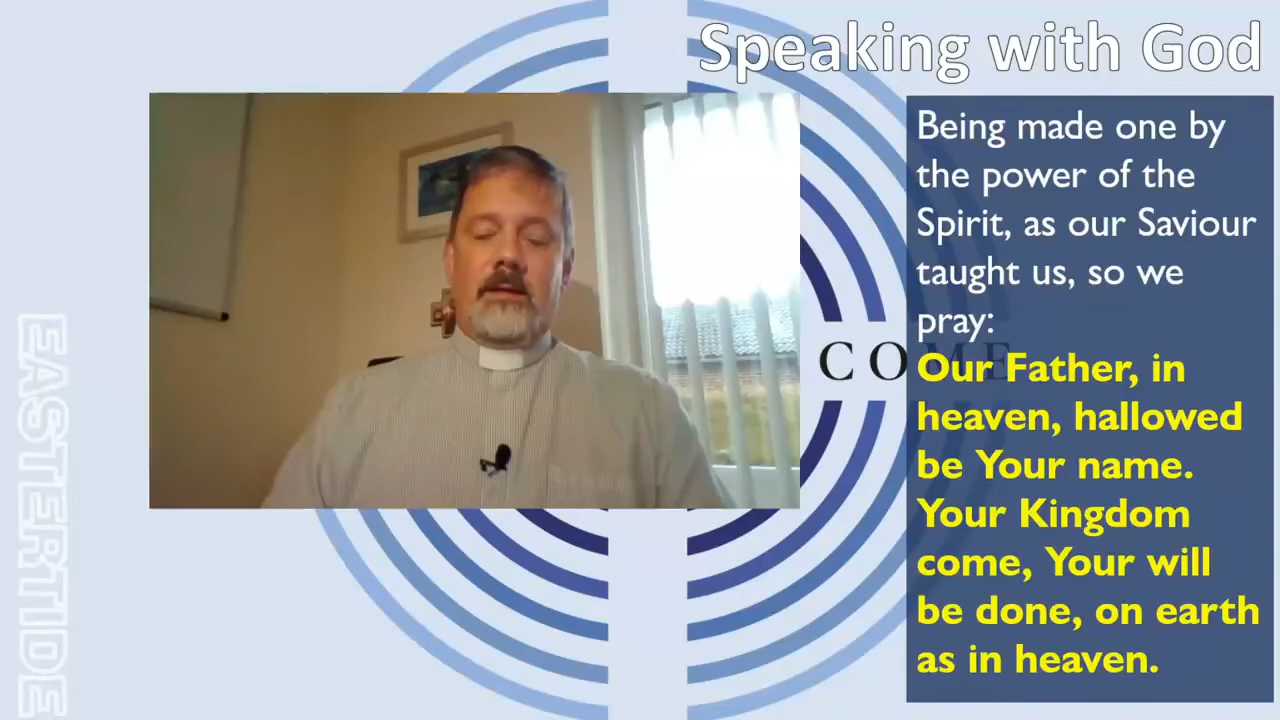 Speaking with God
Being made one by
the power of the
Spirit, as our Saviour
taught us, so we
pray:
Our Father, in
heaven, hallowed
be Your name.
Your Kingdom
come, Your will
be done, on earth
as in heaven.
COME
EASTERTIDE